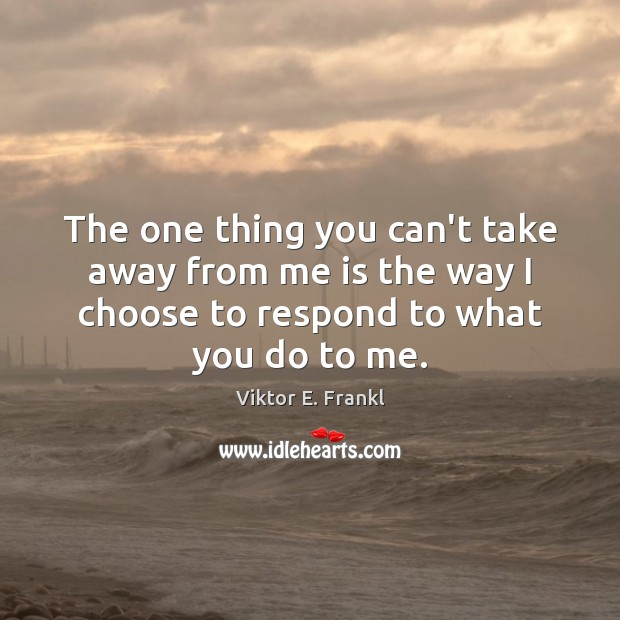 The one thing you can't take
away from me is the way I
choose to respond to what
you do to me.
Viktor E. Frankl
www.idlehearts.com